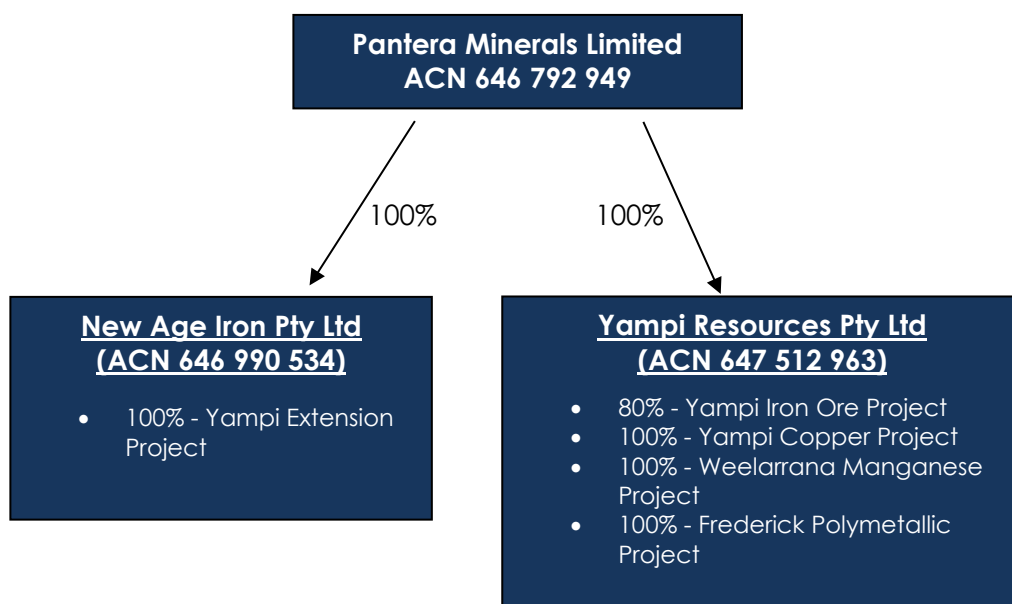 Pantera Minerals Limited
ACN 646 792 949
100%
100%
New Age Iron Pty Ltd
(ACN 646 990 534)
• 100% - Yampi Extension
Project
Yampi Resources Pty Ltd
(ACN 647 512 963)
• 80% - Yampi Iron Ore Project
• 100% - Yampi Copper Project
• 100% - Weelarrana Manganese
Project
• 100% - Frederick Polymetallic
Project